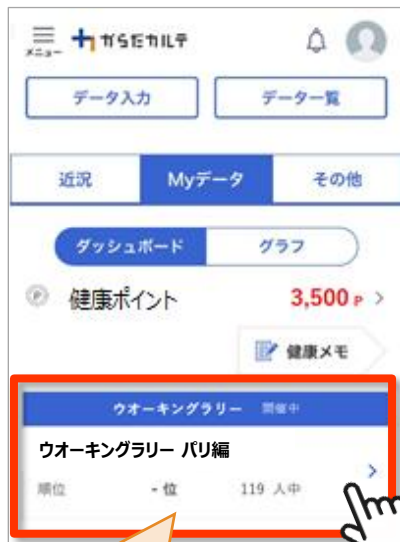 からだカルテ
メニュー
データ入力 データ一覧
近況 Myデータ その他
ダッシュボード グラフ
P 健康ポイント 3,500 P >
健康メモ
ウオーキングラリー 開催中
ウオーキングラリー パリ編
順位 - 位 119 人中 >